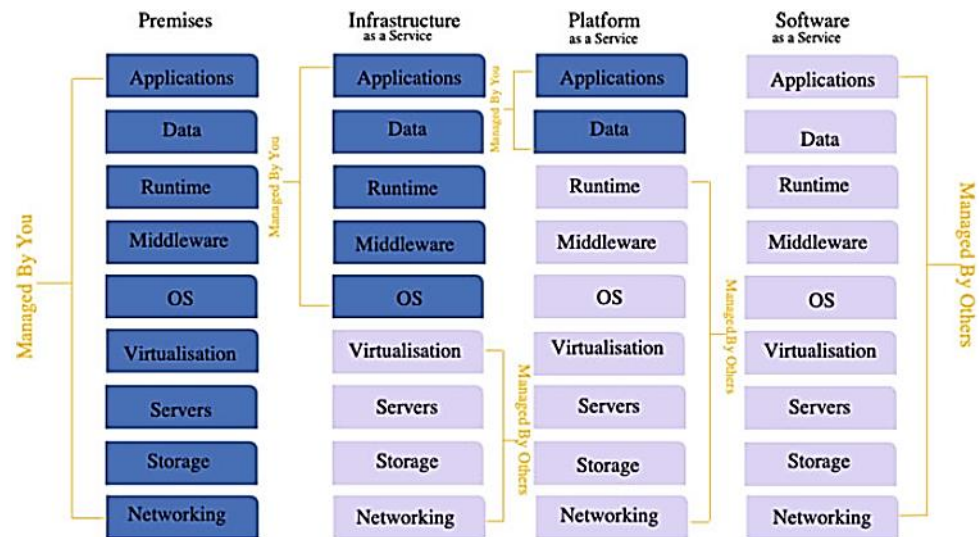 Premises
Infrastructure
as a Service
Platform
as a Service
Software
as a Service
Managed By You
Applications
Data
Runtime
Middleware
OS
Virtualisation
Servers
Storage
Networking
Managed By You
Applications
Data
Runtime
Middleware
OS
Virtualisation
Servers
Storage
Networking
Managed By Others
Managed By You
Applications
Data
Runtime
Middleware
OS
Virtualisation
Servers
Storage
Networking
Managed By Others
Applications
Data
Runtime
Middleware
OS
Virtualisation
Servers
Storage
Networking
Managed By Others